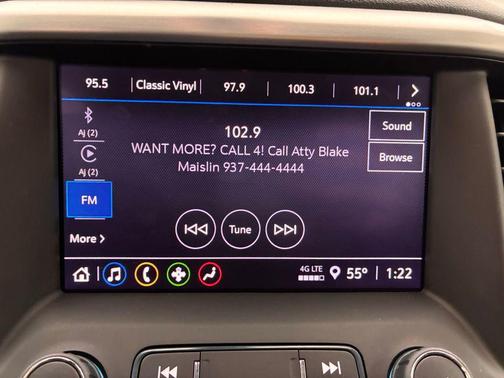 95.5 Classic Vinyl 97.9 100.3 101.1
Aj (2)
Aj (2)
FM
More
102.9
WANT MORE? CALL 4! Call Atty Blake
Maislin 937-444-4444
Sound
Browse
Tune
4G LTE 55° 1:22